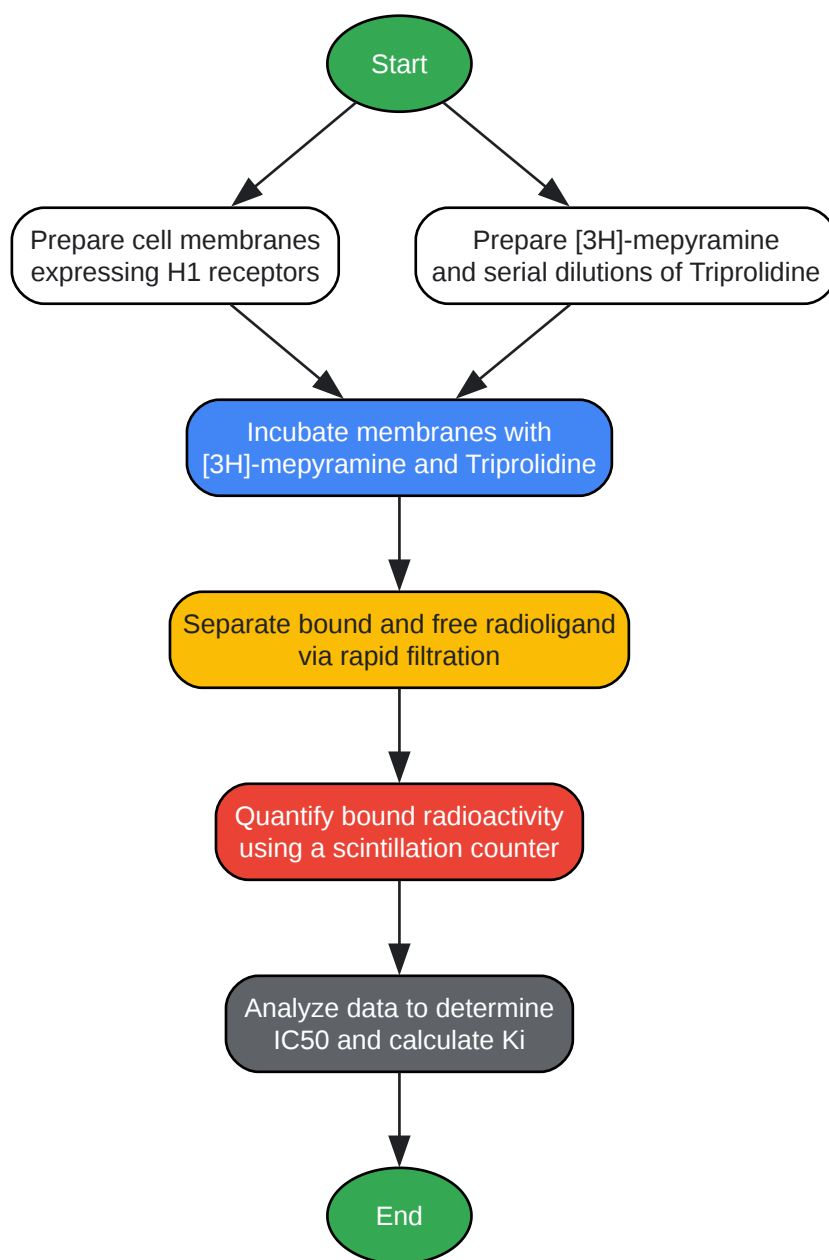 Start
Prepare cell membranes
expressing H1 receptors
Prepare [3H]-mepyramine
and serial dilutions of Triprolidine
Incubate membranes with
[3H]-mepyramine and Triprolidine
Separate bound and free radioligand
via rapid filtration
Quantify bound radioactivity
using a scintillation counter
Analyze data to determine
IC50 and calculate Ki
End